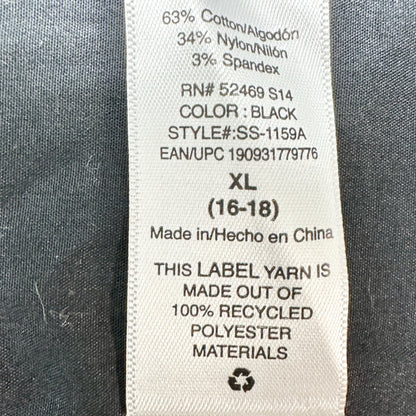 63% Cotton/Algodón
34% Nylon/Nilón
3% Spandex
RN# 52469 S14
COLOR : BLACK
STYLE#:SS-1159A
EAN/UPC 190931779776
XL
(16-18)
Made in/Hecho en China
THIS LABEL YARN IS
MADE OUT OF
100% RECYCLED
POLYESTER
MATERIALS